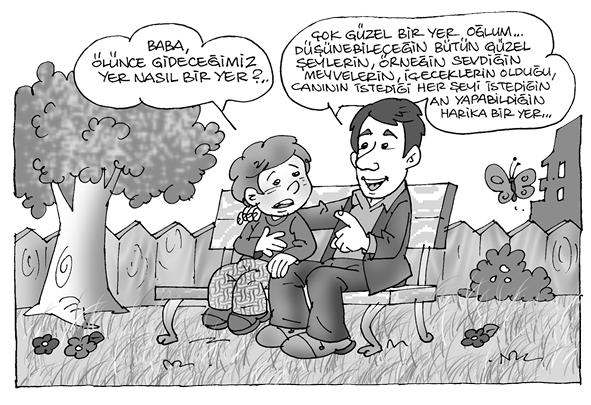 BABA,
ÖLÜNCE GİDECEĞİMİZ
YER NASIL BİR YER?..
ÇOK GÜZEL BİR YER OĞLUM...
DÜŞÜNEBİLECEĞİN BÜTÜN GÜZEL
ŞEYLERİN, ÖRNEĞİN SEVDİĞİN
MEYVELERİN, İÇECEKLERİN OLDUĞU,
CANININ İSTEDİĞİ HER ŞEYİ İSTEDİĞİN
AN YAPABİLDİĞİN
HARİKA BİR YER...